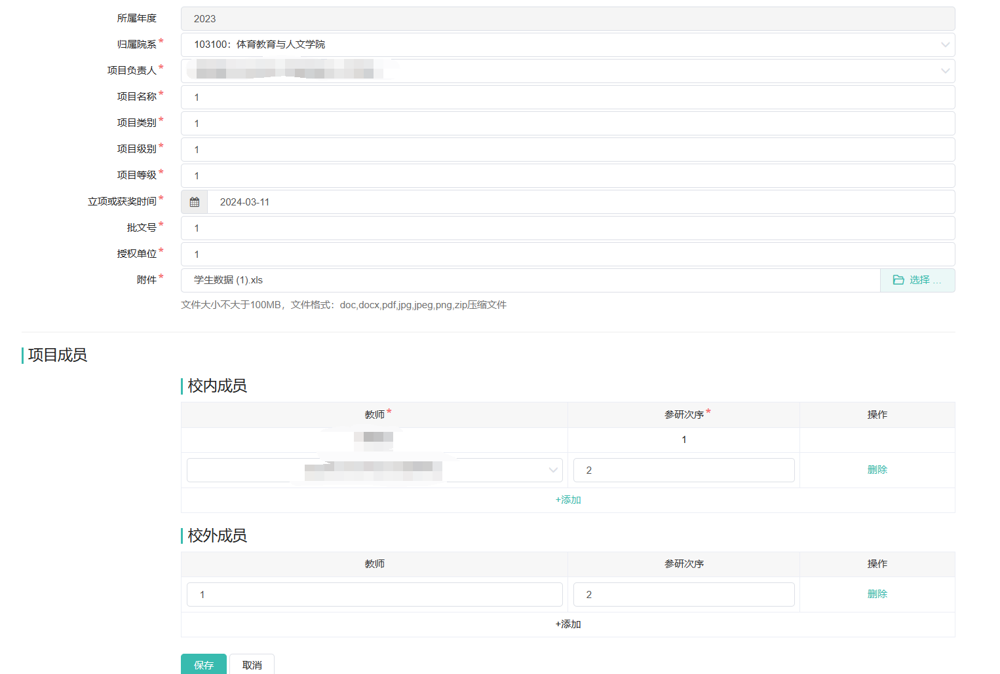 所属年度 2023
归属院系* 103100：体育教育与人文学院
项目负责人*
项目名称* 1
项目类别* 1
项目级别* 1
项目等级* 1
立项或获奖时间* 2024-03-11
批文号* 1
授权单位* 1
附件* 学生数据 (1).xls 选择 ...
文件大小不大于100MB，文件格式：doc,docx,pdf,jpg,jpeg,png,zip压缩文件
项目成员
校内成员
教师* 参研次序* 操作
1
2 删除
+添加
校外成员
教师 参研次序 操作
1 2 删除
+添加
保存 取消